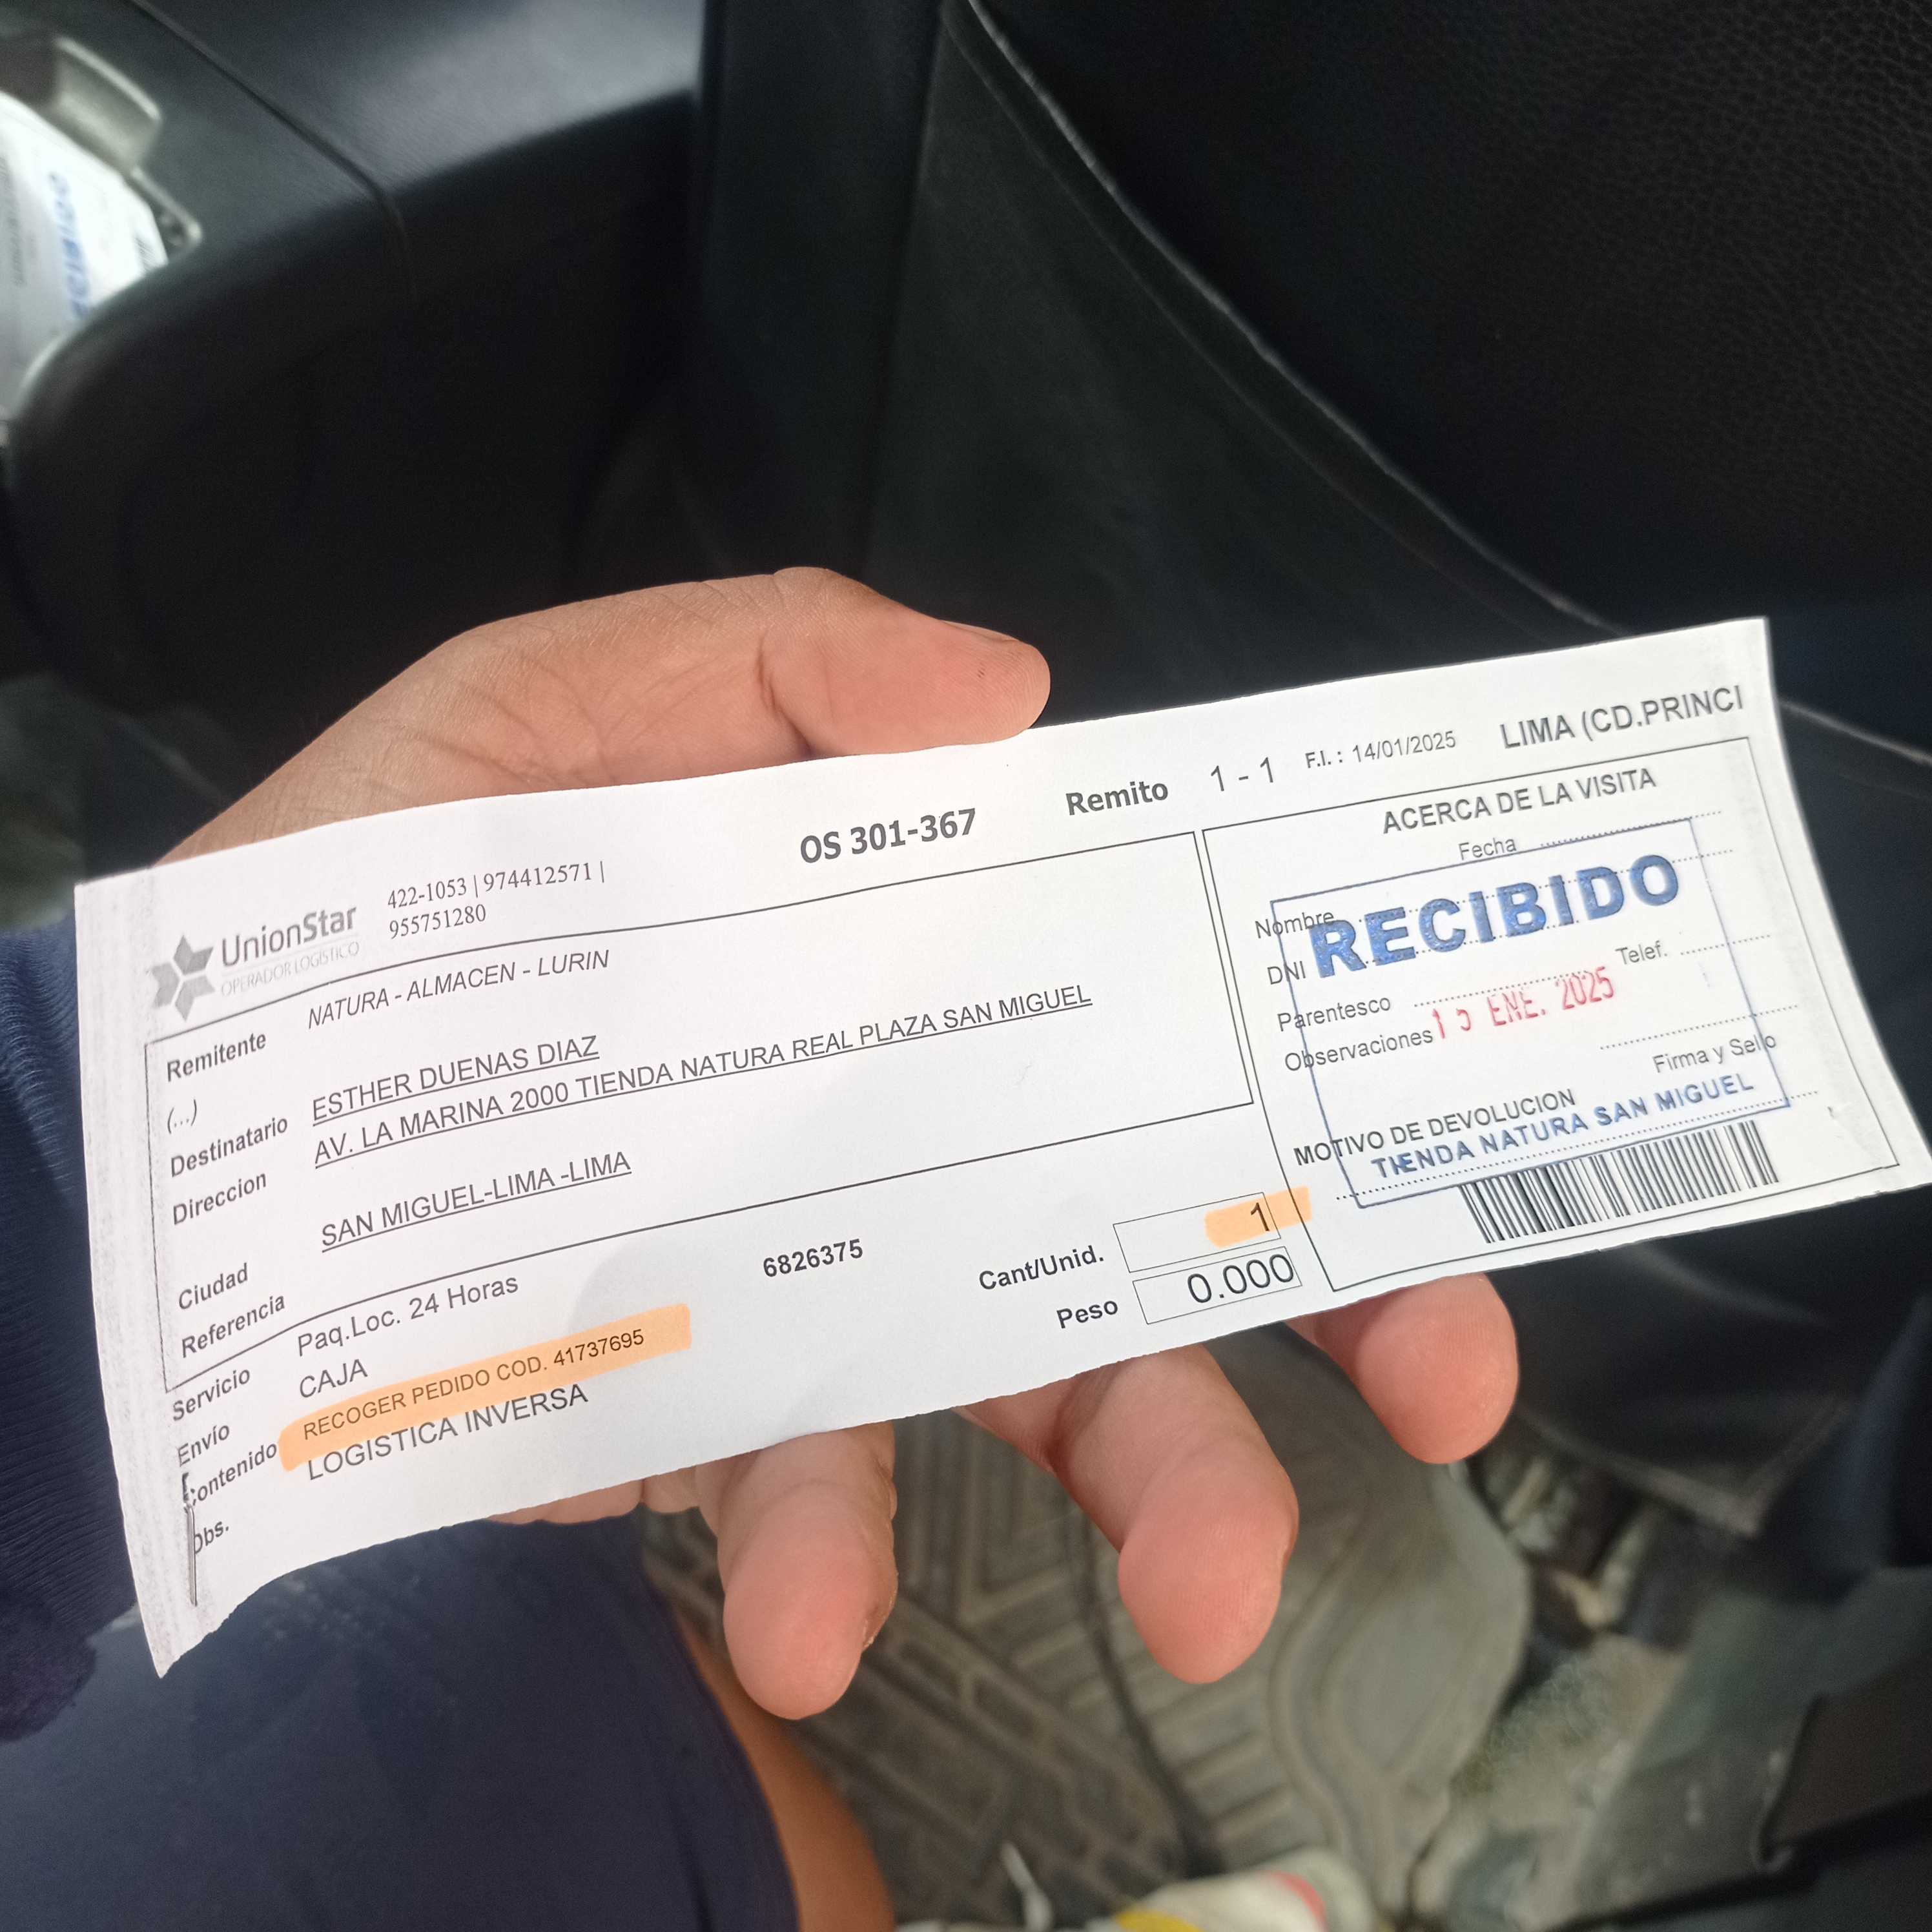 UnionStar
OPERADOR LOGISTICO
422-1053 | 974412571 |
955751280
OS 301-367
Remito 1 - 1 F.I. : 14/01/2025 LIMA (CD.PRINCI
Remitente NATURA - ALMACEN - LURIN
(...)
Destinatario ESTHER DUENAS DIAZ
Direccion AV. LA MARINA 2000 TIENDA NATURA REAL PLAZA SAN MIGUEL
Ciudad SAN MIGUEL-LIMA -LIMA
Referencia
Servicio Paq.Loc. 24 Horas 6826375
Envío CAJA
Contenido RECOGER PEDIDO COD. 41737695
Obs. LOGISTICA INVERSA
Cant/Unid. 1
Peso 0.000
ACERCA DE LA VISITA
Fecha
Nombre
DNI
Telef.
Parentesco
Observaciones
Firma y Sello
MOTIVO DE DEVOLUCION
RECIBIDO
ENE. 2025
TIENDA NATURA SAN MIGUEL